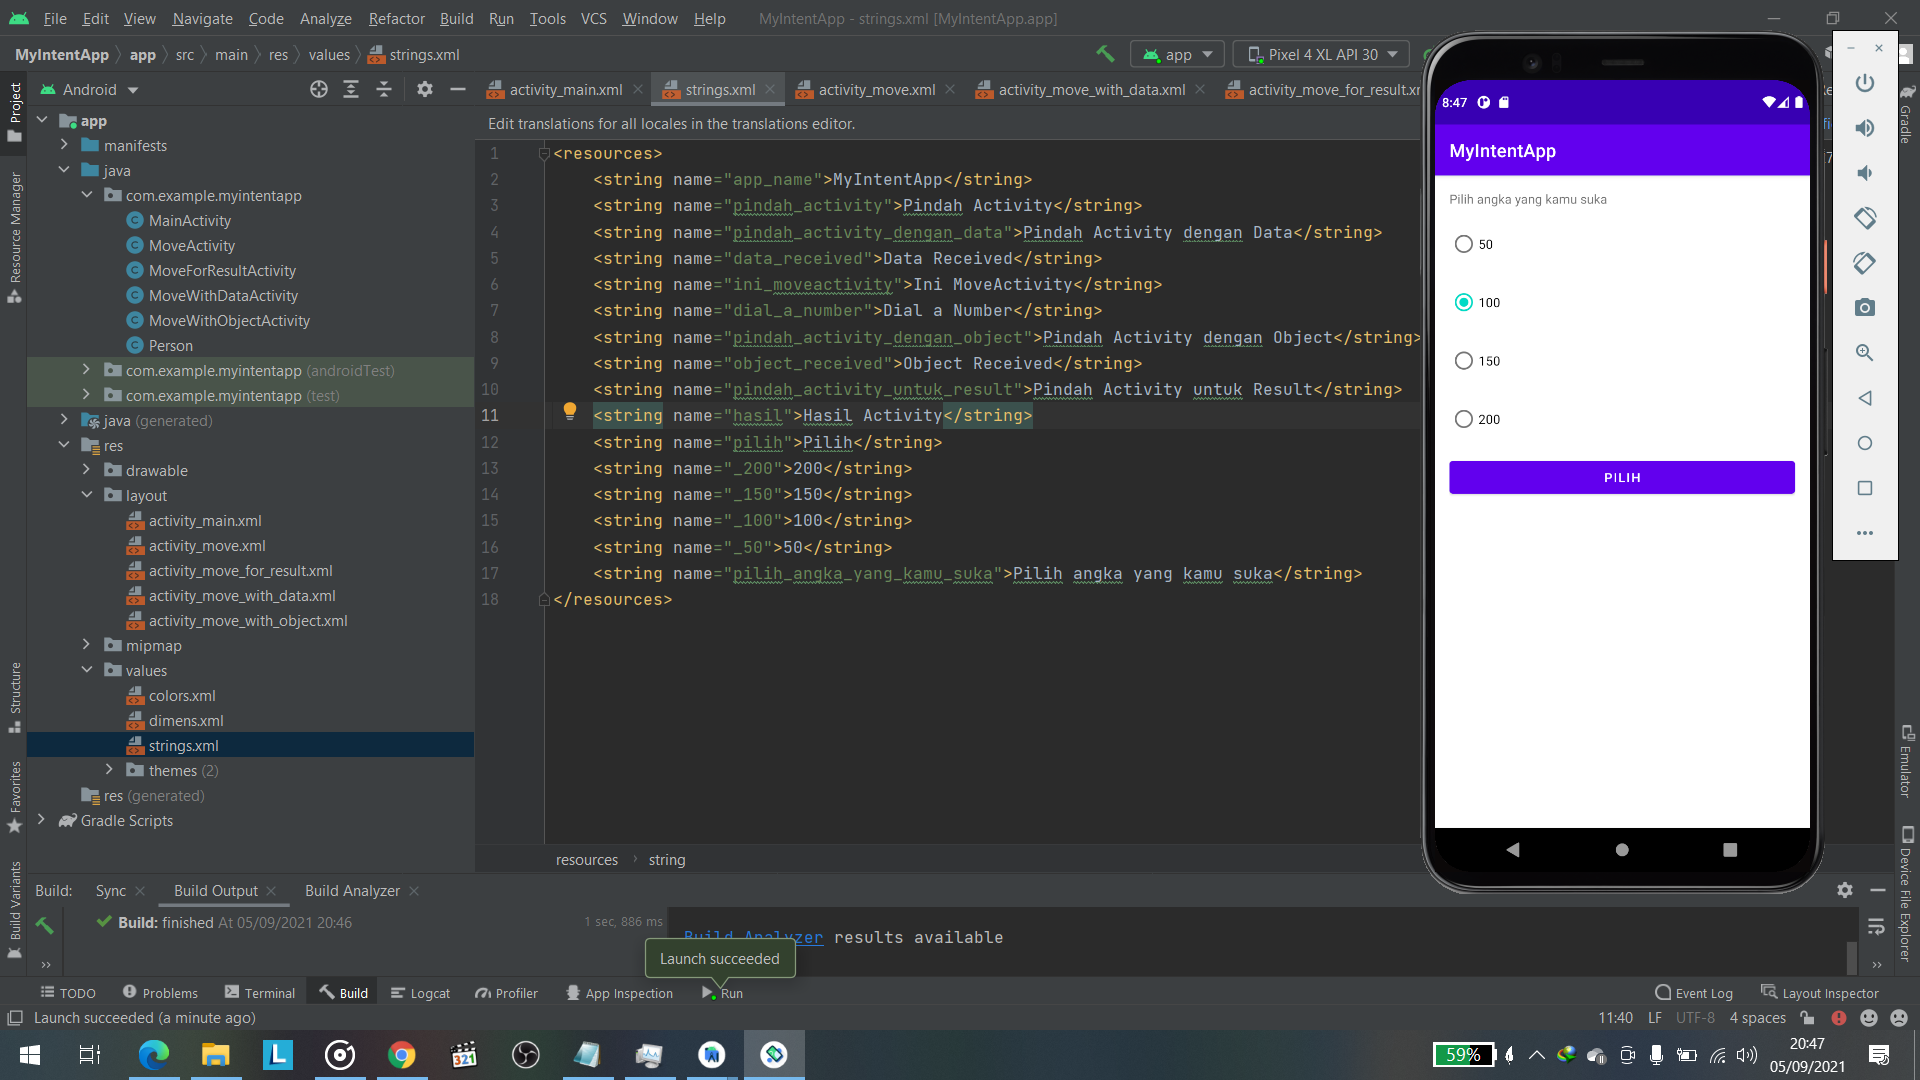 File Edit View Navigate Code Analyze Refactor Build Run Tools VCS Window Help MyIntentApp - strings.xml [MyIntentApp.app]
MyIntentApp app src main res values strings.xml app Pixel 4 XL API 30
Project
Resource Manager
Structure
Favorites
Build Variants
Android
app
manifests
java
com.example.myintentapp
MainActivity
MoveActivity
MoveForResultActivity
MoveWithDataActivity
MoveWithObjectActivity
Person
com.example.myintentapp (androidTest)
com.example.myintentapp (test)
java (generated)
res
drawable
layout
activity_main.xml
activity_move.xml
activity_move_for_result.xml
activity_move_with_data.xml
activity_move_with_object.xml
mipmap
values
colors.xml
dimens.xml
strings.xml
themes (2)
res (generated)
Gradle Scripts
activity_main.xml strings.xml activity_move.xml activity_move_with_data.xml activity_move_for_result.xr
Edit translations for all locales in the translations editor.
1 <resources>
2 <string name="app_name">MyIntentApp</string>
3 <string name="pindah_activity">Pindah Activity</string>
4 <string name="pindah_activity_dengan_data">Pindah Activity dengan Data</string>
5 <string name="data_received">Data Received</string>
6 <string name="ini_moveactivity">Ini MoveActivity</string>
7 <string name="dial_a_number">Dial a Number</string>
8 <string name="pindah_activity_dengan_object">Pindah Activity dengan Object</string>
9 <string name="object_received">Object Received</string>
10 <string name="pindah_activity_untuk_result">Pindah Activity untuk Result</string>
11 <string name="hasil">Hasil Activity</string>
12 <string name="pilih">Pilih</string>
13 <string name="_200">200</string>
14 <string name="_150">150</string>
15 <string name="_100">100</string>
16 <string name="_50">50</string>
17 <string name="pilih_angka_yang_kamu_suka">Pilih angka yang kamu suka</string>
18 </resources>
resources string
8:47
MyIntentApp
Pilih angka yang kamu suka
50
100
150
200
PILIH
Gradle
Emulator
Device File Explorer
Build: Sync Build Output Build Analyzer
Build: finished At 05/09/2021 20:46 1 sec, 886 ms
Build Analyzer results available
Launch succeeded
TODO Problems Terminal Build Logcat Profiler App Inspection Run Event Log Layout Inspector
Launch succeeded (a minute ago) 11:40 LF UTF-8 4 spaces
L 321 59% 20:47
05/09/2021